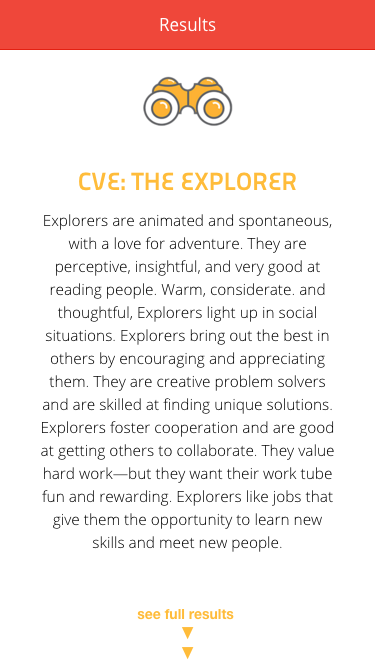 Results
CVE: THE EXPLORER
Explorers are animated and spontaneous,
with a love for adventure. They are
perceptive, insightful, and very good at
reading people. Warm, considerate. and
thoughtful, Explorers light up in social
situations. Explorers bring out the best in
others by encouraging and appreciating
them. They are creative problem solvers
and are skilled at finding unique solutions.
Explorers foster cooperation and are good
at getting others to collaborate. They value
hard work—but they want their work tube
fun and rewarding. Explorers like jobs that
give them the opportunity to learn new
skills and meet new people.
see full results